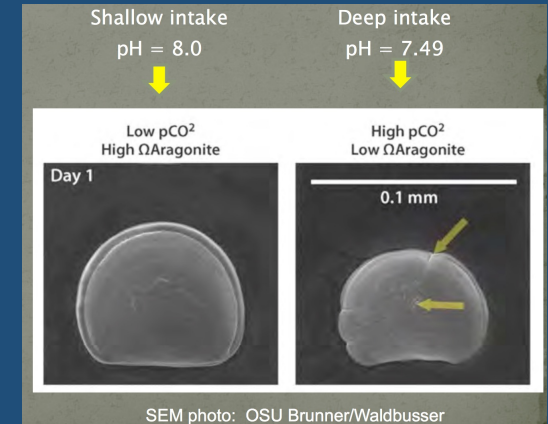 Shallow intake
pH = 8.0
Deep intake
pH = 7.49
Low pCO²
High ΩAragonite
High pCO²
Low ΩAragonite
Day 1
0.1 mm
SEM photo: OSU Brunner/Waldbusser